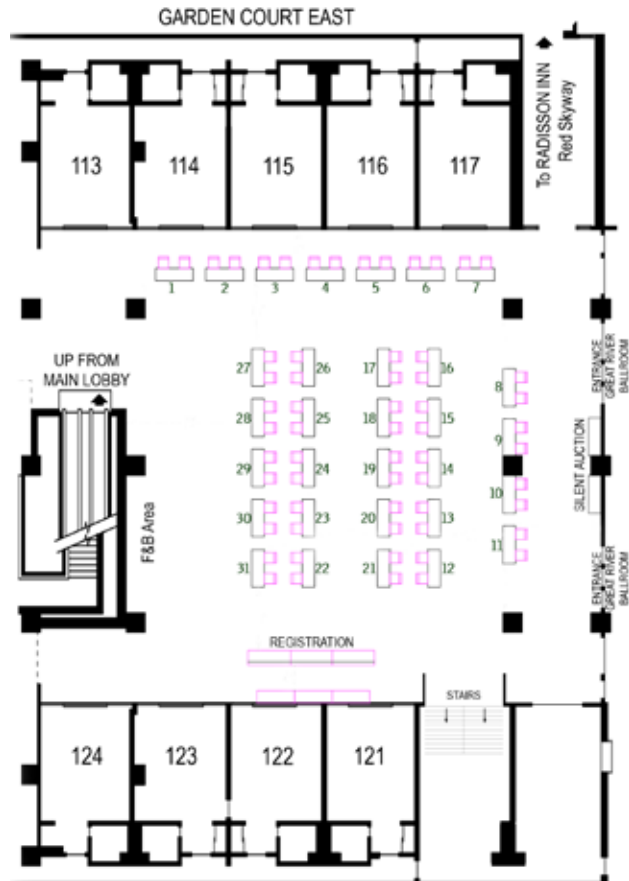 GARDEN COURT EAST
To RADISSON INN
Red Skyway
113 114 115 116 117
1 2 3 4 5 6 7
UP FROM
MAIN LOBBY
ENTRANCE
GREAT RIVER
BALLROOM
27 26 17 16
8
28 25 18 15
9
SILENT AUCTION
29 24 19 14
10
F&B Area
30 23 20 13
11
31 22 21 12
ENTRANCE
GREAT RIVER
BALLROOM
REGISTRATION
STAIRS
124 123 122 121